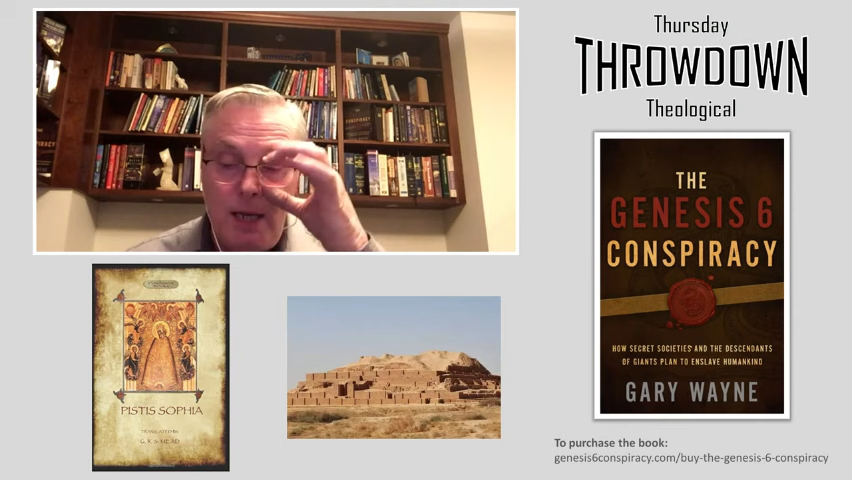 Thursday
THROWDOWN
Theological
THE
GENESIS 6
CONSPIRACY
HOW SECRET SOCIETIES AND THE DESCENDANTS
OF GIANTS PLAN TO ENSLAVE HUMANKIND
GARY WAYNE
PISTIS SOPHIA
G. R. S. MEAD
To purchase the book:
genesis6conspiracy.com/buy-the-genesis-6-conspiracy